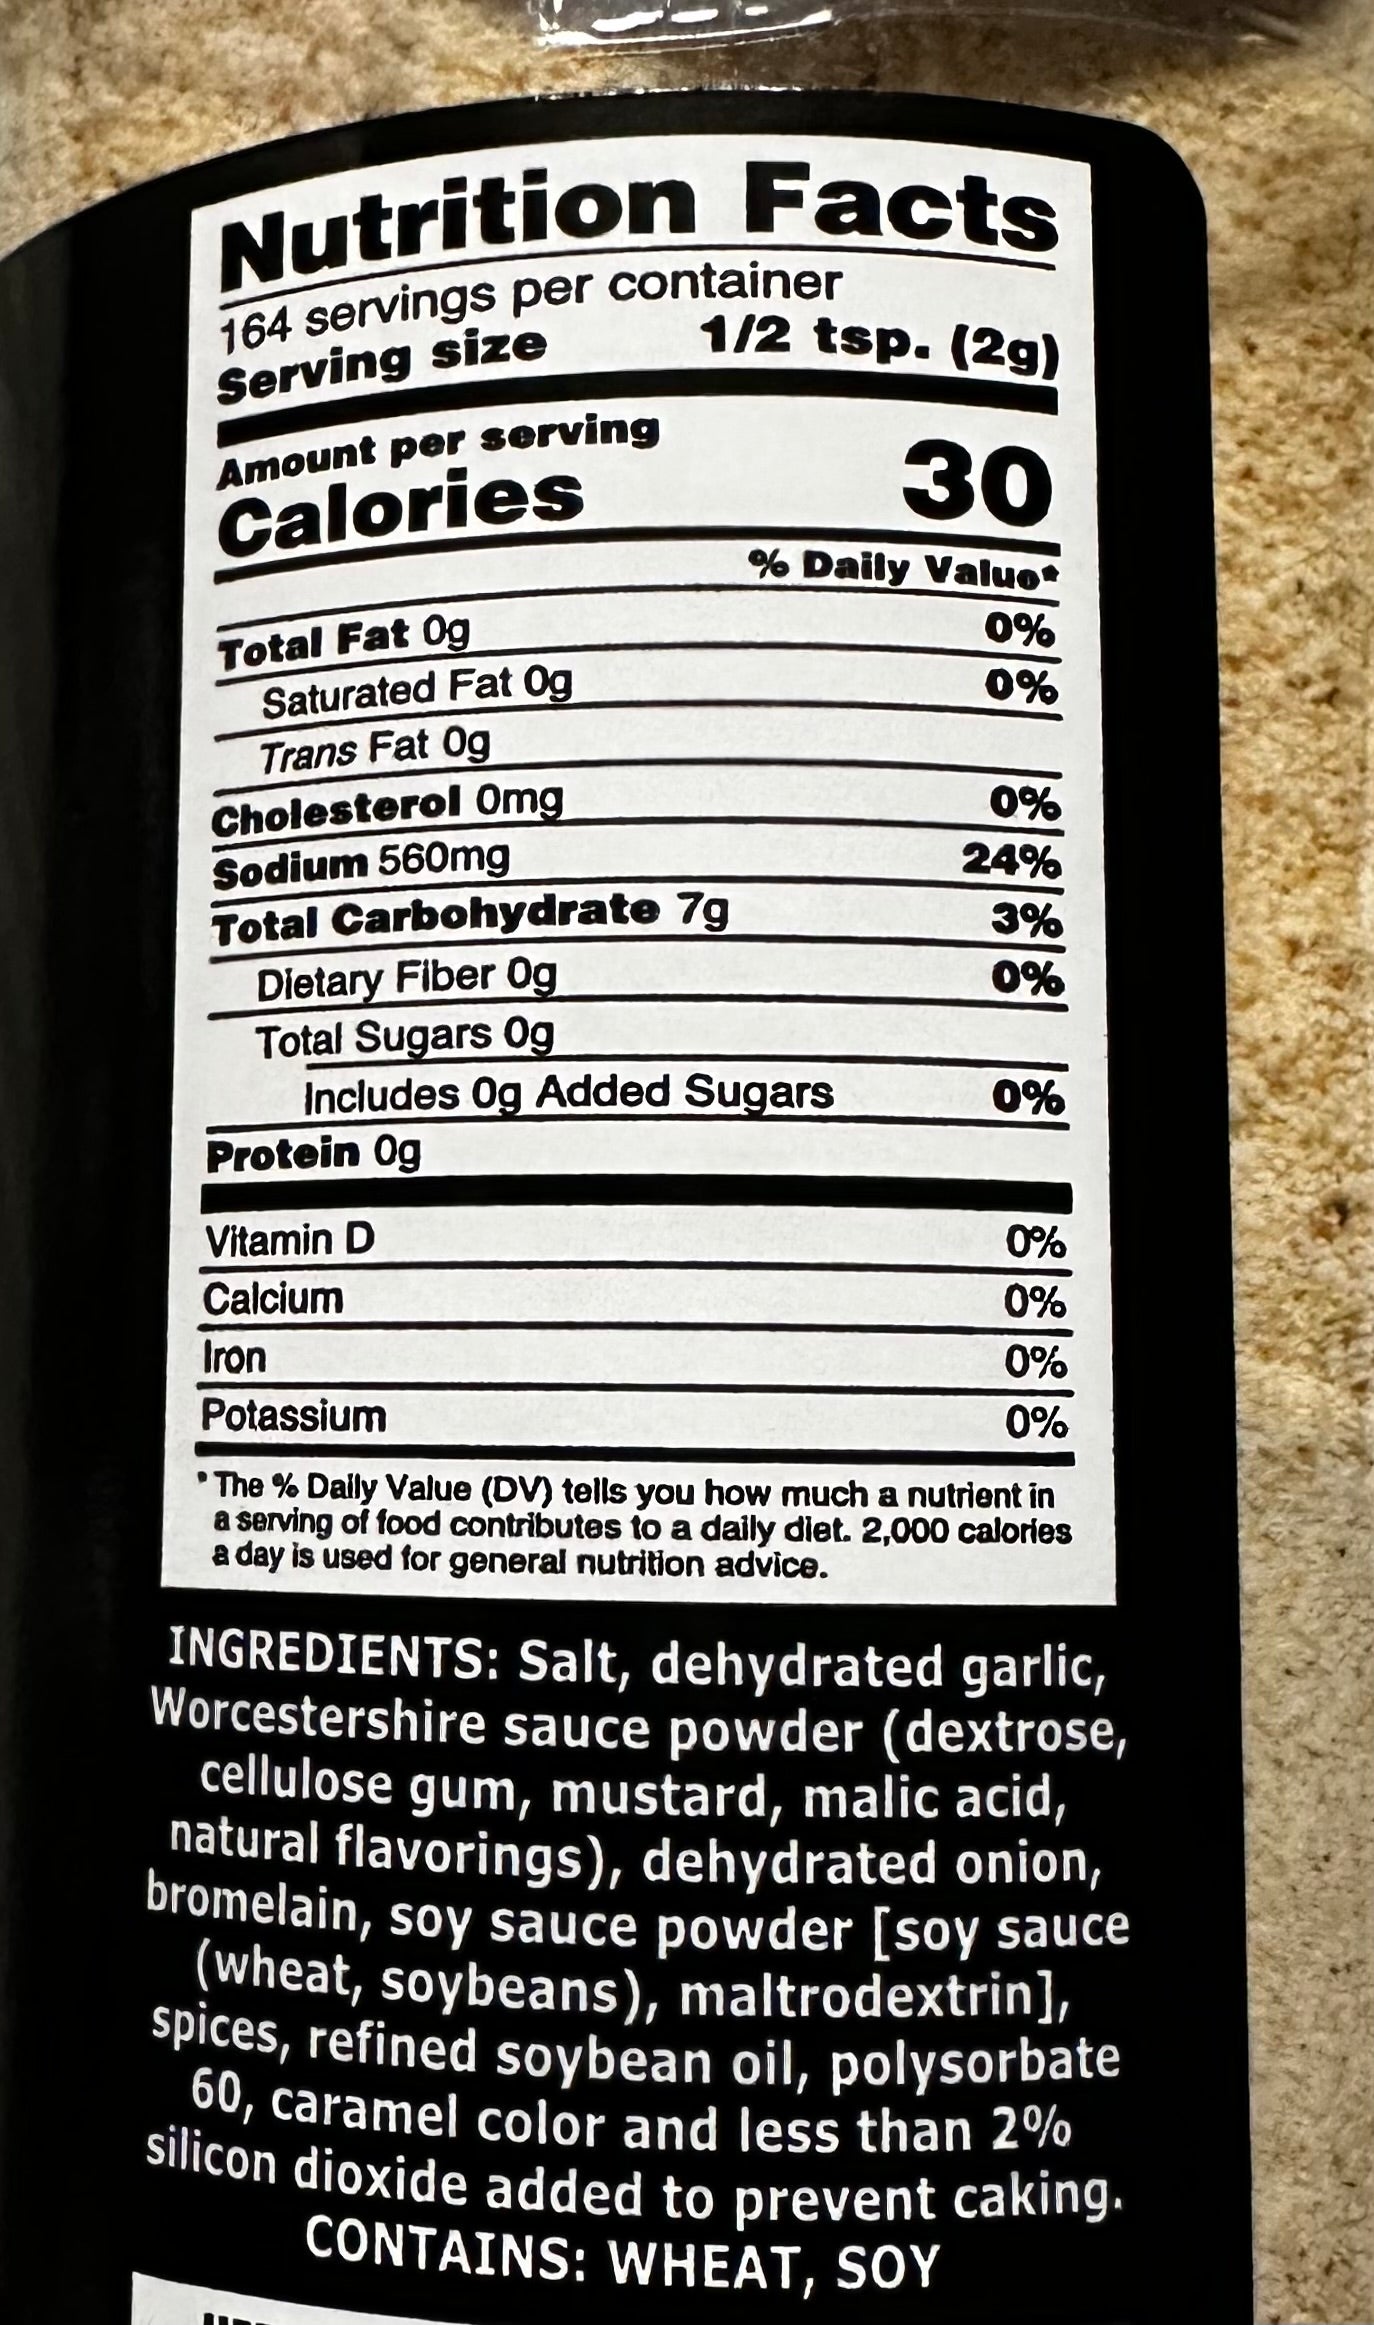 Nutrition Facts
164 servings per container
Serving size 1/2 tsp. (2g)
Amount per serving
Calories 30
% Daily Value*
Total Fat 0g 0%
Saturated Fat 0g 0%
Trans Fat 0g
Cholesterol 0mg 0%
Sodium 560mg 24%
Total Carbohydrate 7g 3%
Dietary Fiber 0g 0%
Total Sugars 0g
Includes 0g Added Sugars 0%
Protein 0g
Vitamin D 0%
Calcium 0%
Iron 0%
Potassium 0%
* The % Daily Value (DV) tells you how much a nutrient in
a serving of food contributes to a daily diet. 2,000 calories
a day is used for general nutrition advice.
INGREDIENTS: Salt, dehydrated garlic,
Worcestershire sauce powder (dextrose,
cellulose gum, mustard, malic acid,
natural flavorings), dehydrated onion,
bromelain, soy sauce powder [soy sauce
(wheat, soybeans), maltrodextrin],
spices, refined soybean oil, polysorbate
60, caramel color and less than 2%
silicon dioxide added to prevent caking.
CONTAINS: WHEAT, SOY